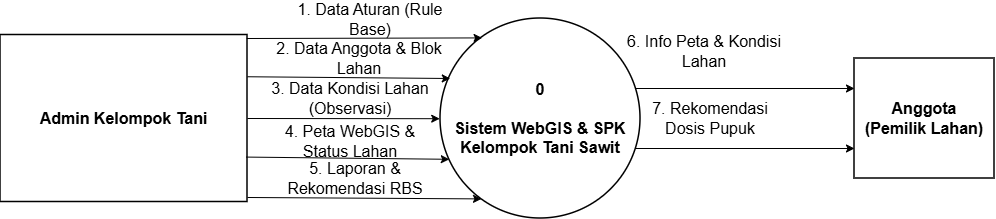 1. Data Aturan (Rule
Base)
2. Data Anggota & Blok
Lahan
3. Data Kondisi Lahan
(Observasi)
4. Peta WebGIS &
Status Lahan
5. Laporan &
Rekomendasi RBS
Admin Kelompok Tani
0
Sistem WebGIS & SPK
Kelompok Tani Sawit
6. Info Peta & Kondisi
Lahan
7. Rekomendasi
Dosis Pupuk
Anggota
(Pemilik Lahan)